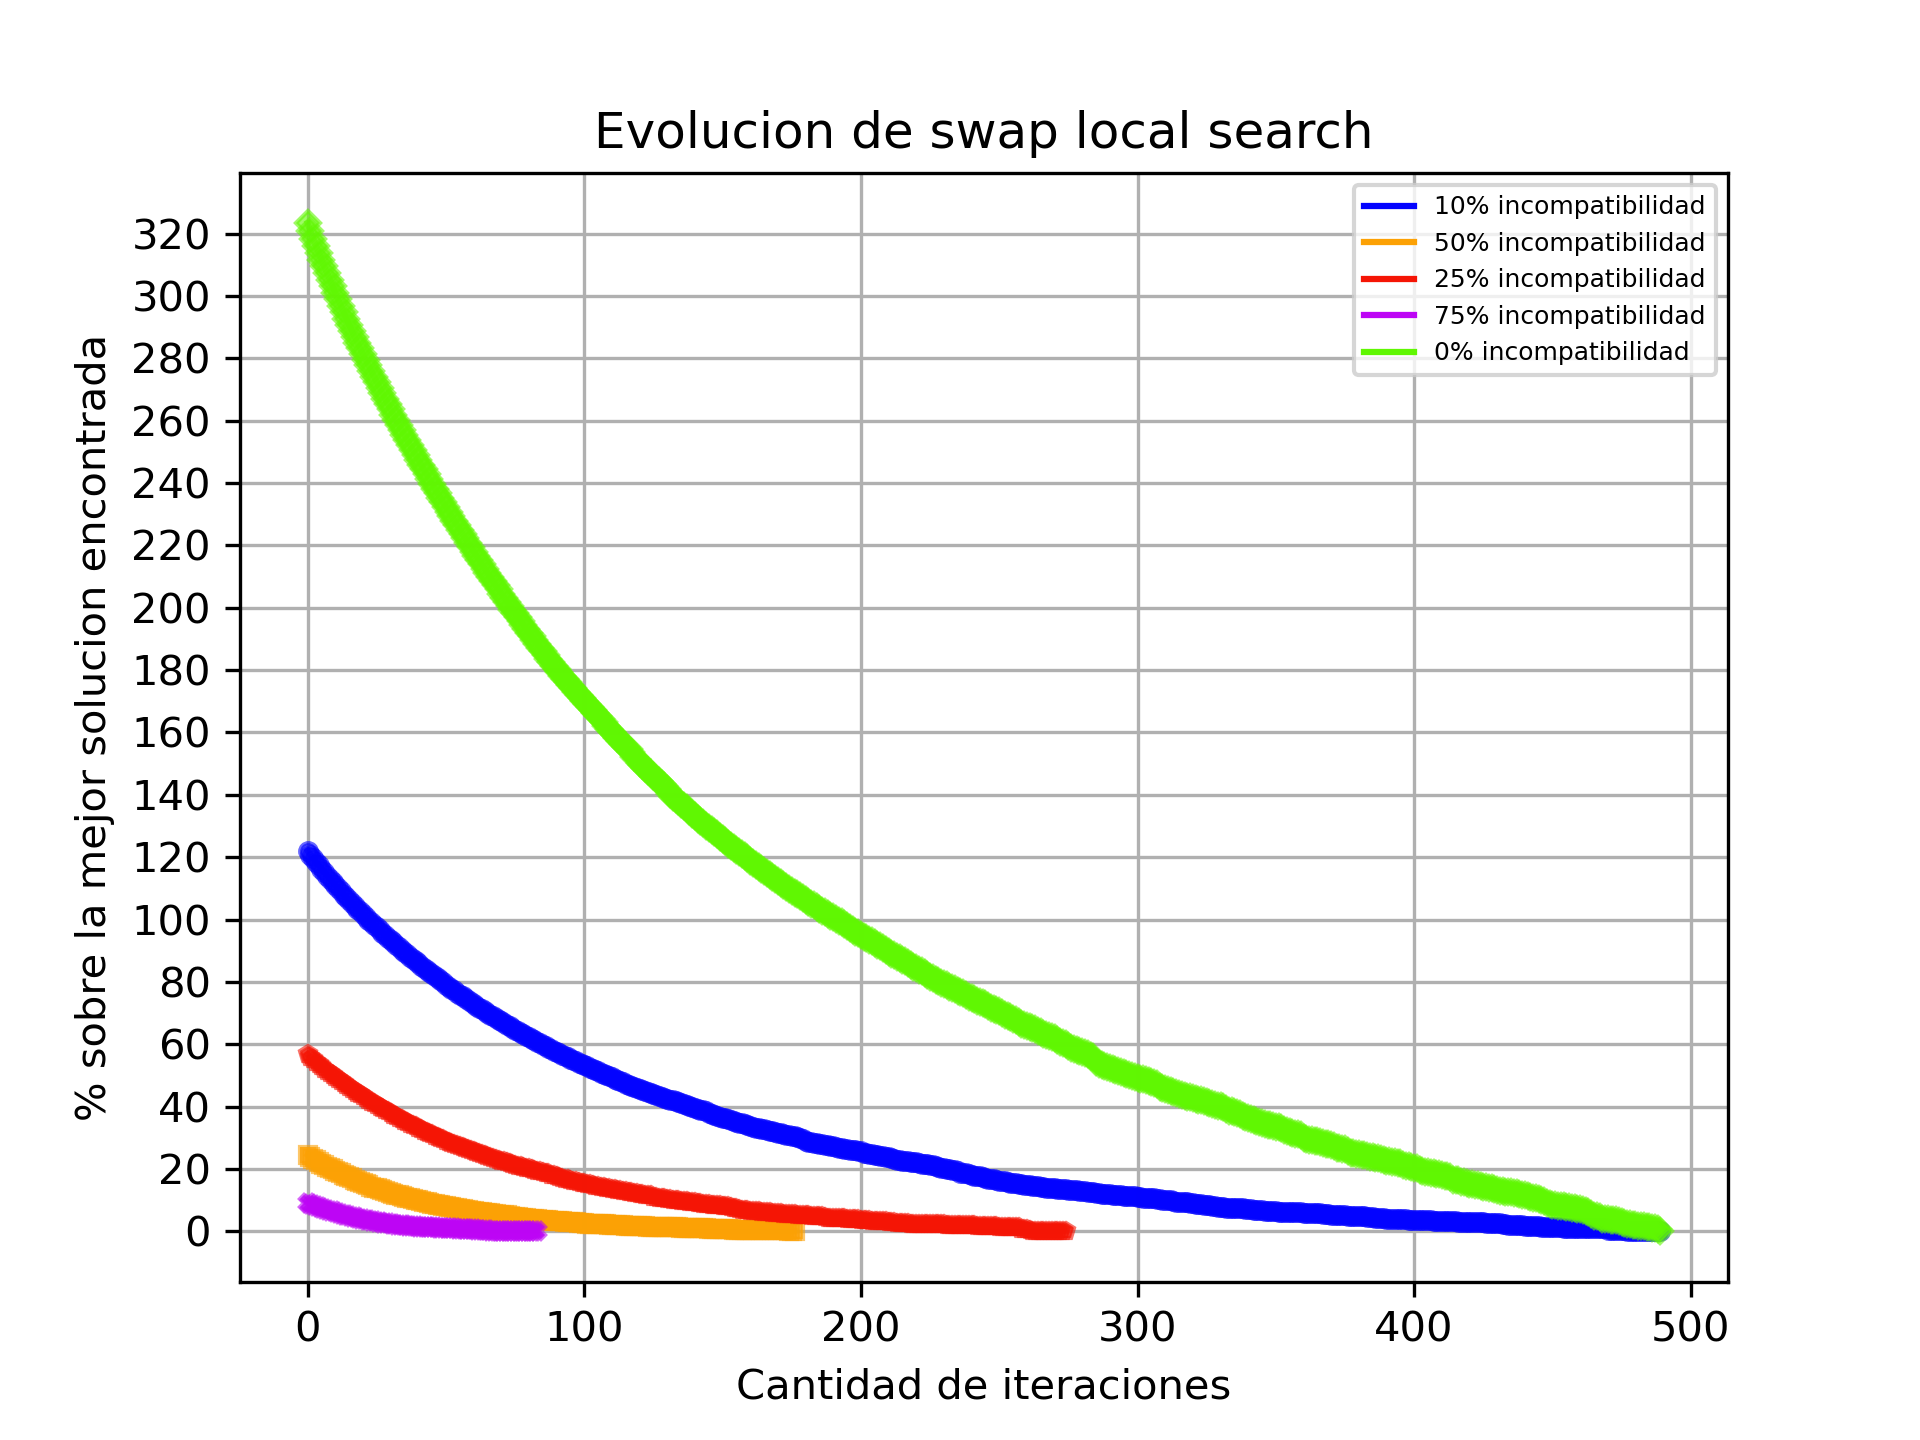 Evolucion de swap local search
10% incompatibilidad
50% incompatibilidad
25% incompatibilidad
75% incompatibilidad
0% incompatibilidad
% sobre la mejor solucion encontrada
320
300
280
260
240
220
200
180
160
140
120
100
80
60
40
20
0
0 100 200 300 400 500
Cantidad de iteraciones